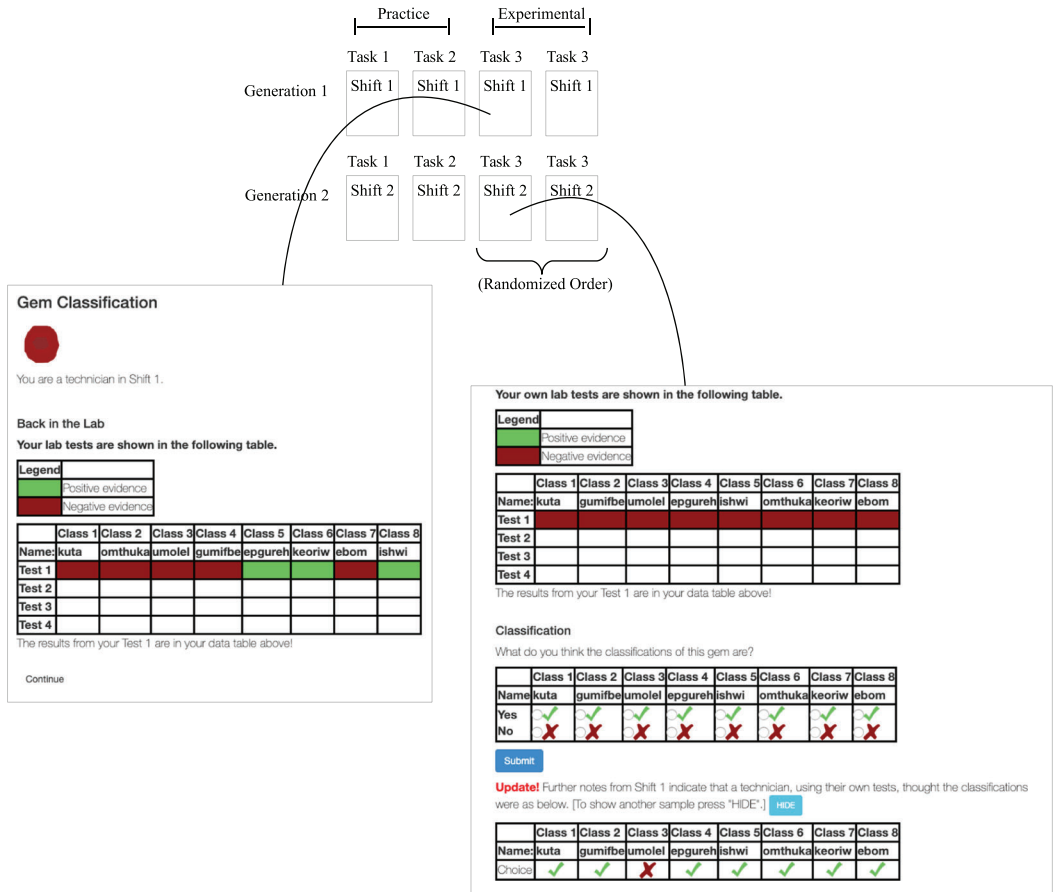 Practice Experimental
Task 1 Task 2 Task 3 Task 3
Generation 1 Shift 1 Shift 1 Shift 1 Shift 1
Task 1 Task 2 Task 3 Task 3
Generation 2 Shift 2 Shift 2 Shift 2 Shift 2
(Randomized Order)
Gem Classification
You are a technician in Shift 1.
Back in the Lab
Your lab tests are shown in the following table.
Legend
Positive evidence
Negative evidence
Class 1 Class 2 Class 3 Class 4 Class 5 Class 6 Class 7 Class 8
Name: kuta omthuka umolel gumifbe epgureh keoriw ebom ishwi
Test 1
Test 2
Test 3
Test 4
The results from your Test 1 are in your data table above!
Continue
Your own lab tests are shown in the following table.
Legend
Positive evidence
Negative evidence
Class 1 Class 2 Class 3 Class 4 Class 5 Class 6 Class 7 Class 8
Name: kuta gumifbe umolel epgureh ishwi omthuka keoriw ebom
Test 1
Test 2
Test 3
Test 4
The results from your Test 1 are in your data table above!
Classification
What do you think the classifications of this gem are?
Class 1 Class 2 Class 3 Class 4 Class 5 Class 6 Class 7 Class 8
Name kuta gumifbe umolel epgureh ishwi omthuka keoriw ebom
Yes
No
Submit
Update! Further notes from Shift 1 indicate that a technician, using their own tests, thought the classifications
were as below. [To show another sample press "HIDE".] HIDE
Class 1 Class 2 Class 3 Class 4 Class 5 Class 6 Class 7 Class 8
Name: kuta gumifbe umolel epgureh ishwi omthuka keoriw ebom
Choice